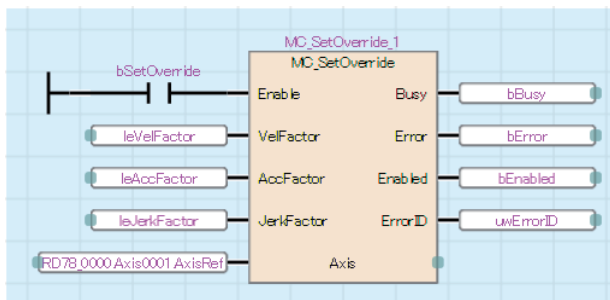 MC_SetOverride_1
bSetOverride
MC_SetOverride
Enable Busy bBusy
leVelFactor VelFactor Error bError
leAccFactor AccFactor Enabled bEnabled
leJerkFactor JerkFactor ErrorID uwErrorID
RD78_0000.Axis0001.AxisRef Axis